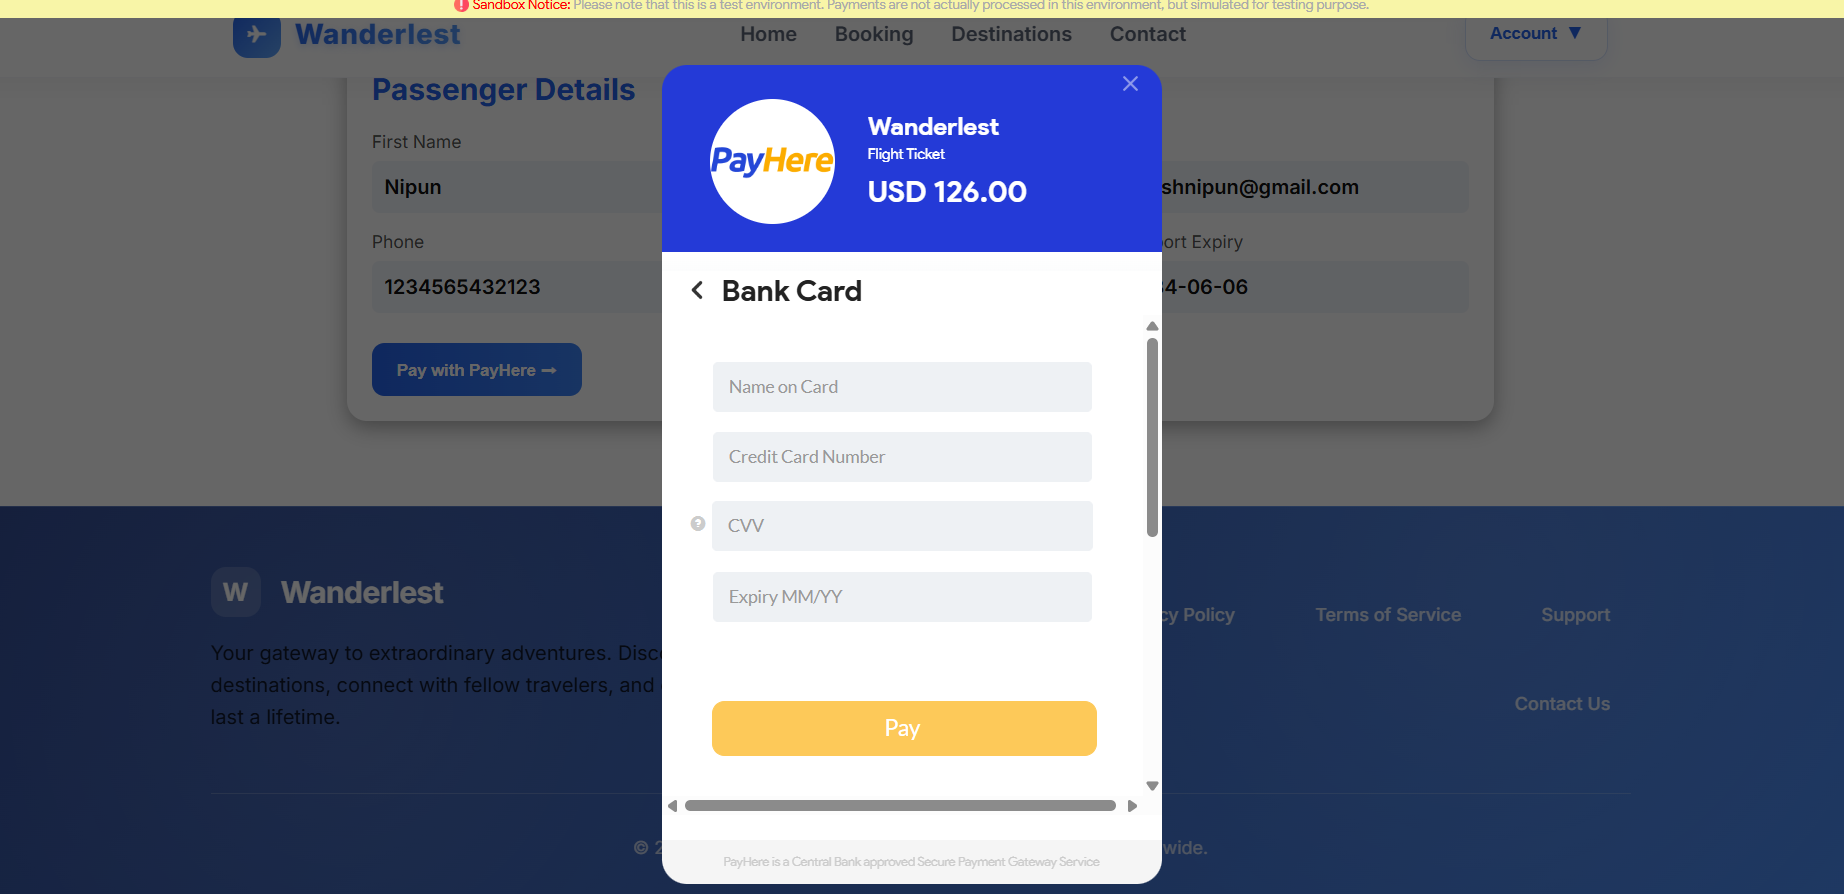 Sandbox Notice: Please note that this is a test environment. Payments are not actually processed in this environment, but simulated for testing purpose.
Wanderlest
Home
Booking
Destinations
Contact
Account ▼
Passenger Details
First Name
Nipun
shnipun@gmail.com
Phone
ort Expiry
1234565432123
4-06-06
Pay with PayHere →
PayHere
Wanderlest
Flight Ticket
USD 126.00
Bank Card
Name on Card
Credit Card Number
CVV
Expiry MM/YY
Pay
PayHere is a Central Bank approved Secure Payment Gateway Service
W
Wanderlest
Your gateway to extraordinary adventures. Disc
destinations, connect with fellow travelers, and
last a lifetime.
cy Policy
Terms of Service
Support
Contact Us
© 2
wide.